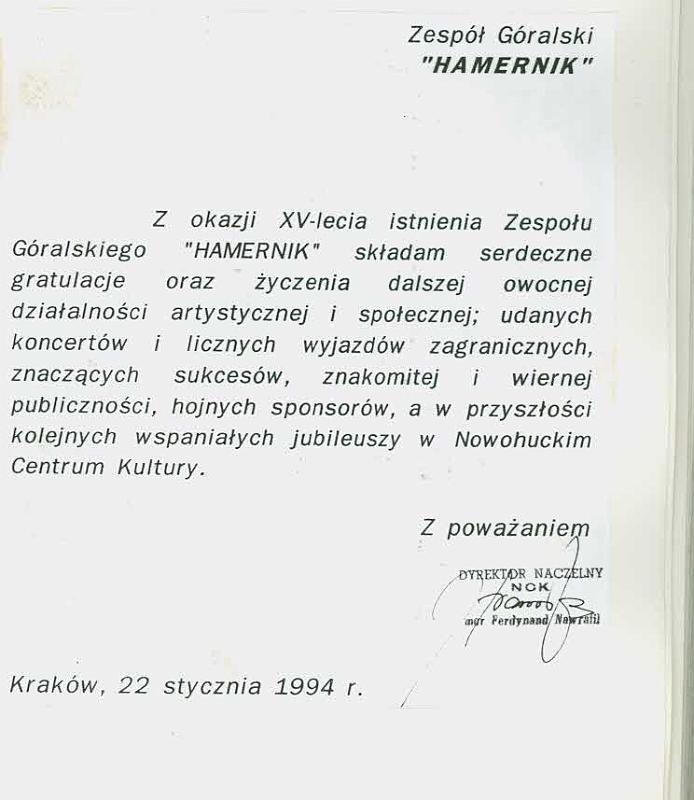 Zespół Góralski
"HAMERNIK"
Z okazji XV-lecia istnienia Zespołu
Góralskiego "HAMERNIK" składam serdeczne
gratulacje oraz życzenia dalszej owocnej
działalności artystycznej i społecznej; udanych
koncertów i licznych wyjazdów zagranicznych,
znaczących sukcesów, znakomitej i wiernej
publiczności, hojnych sponsorów, a w przyszłości
kolejnych wspaniałych jubileuszy w Nowohuckim
Centrum Kultury.
Z poważaniem
DYREKTOR NACZELNY
NCK
mgr Ferdynand Nawratil
Kraków, 22 stycznia 1994 r.